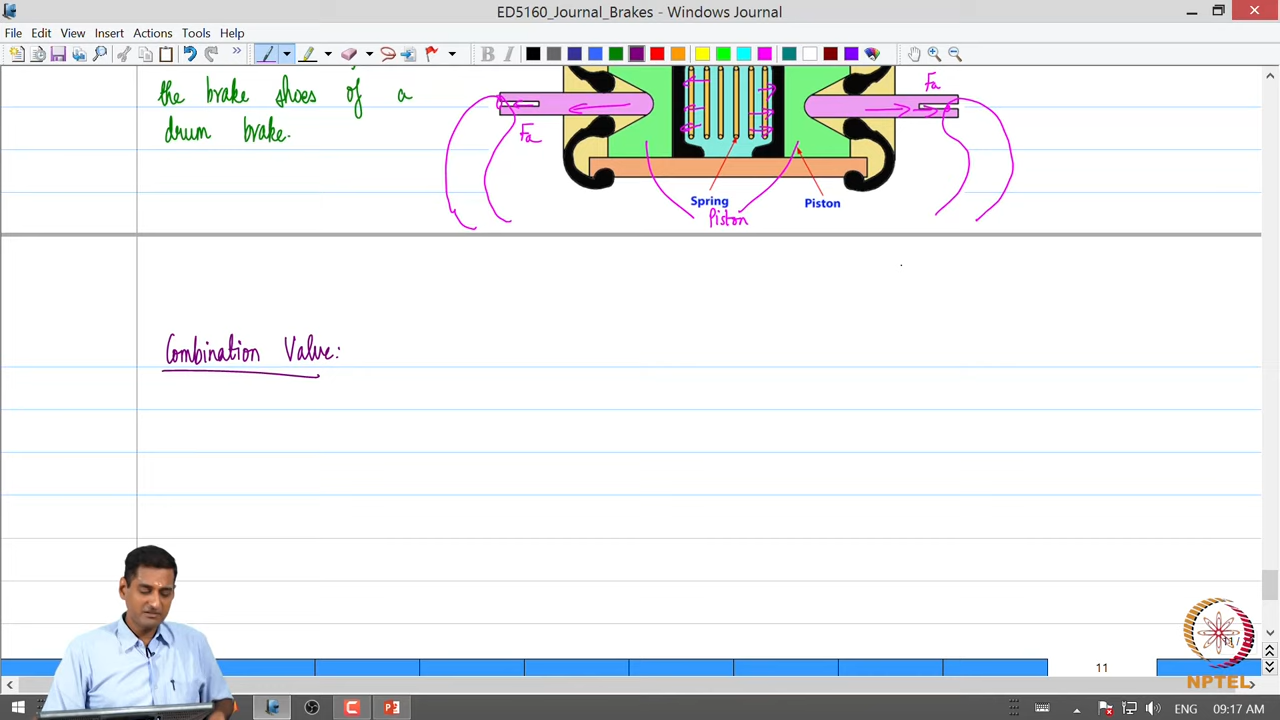 ED5160_Journal_Brakes - Windows Journal
File Edit View Insert Actions Tools Help
the brake shoes of a
drum brake.
Fa
Fa
Spring
Piston
Piston
Combination Valve:
11
NPTEL
ENG 09:17 AM